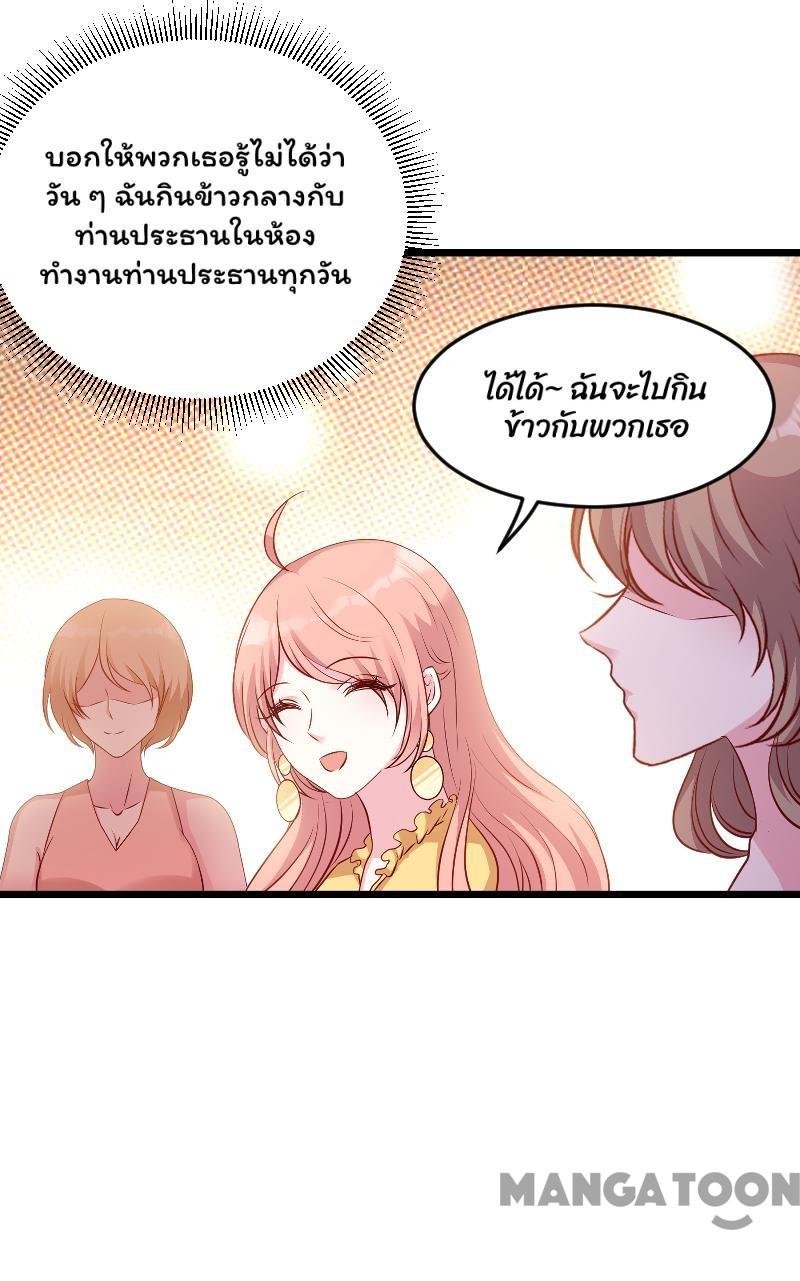 บอกให้พวกเธอรู้ไม่ได้ว่า
วัน ๆ ฉันกินข้าวกลางกับ
ท่านประธานในห้อง
ทำงานท่านประธานทุกวัน
ได้ได้~ ฉันจะไปกิน
ข้าวกับพวกเธอ
MANGATOON